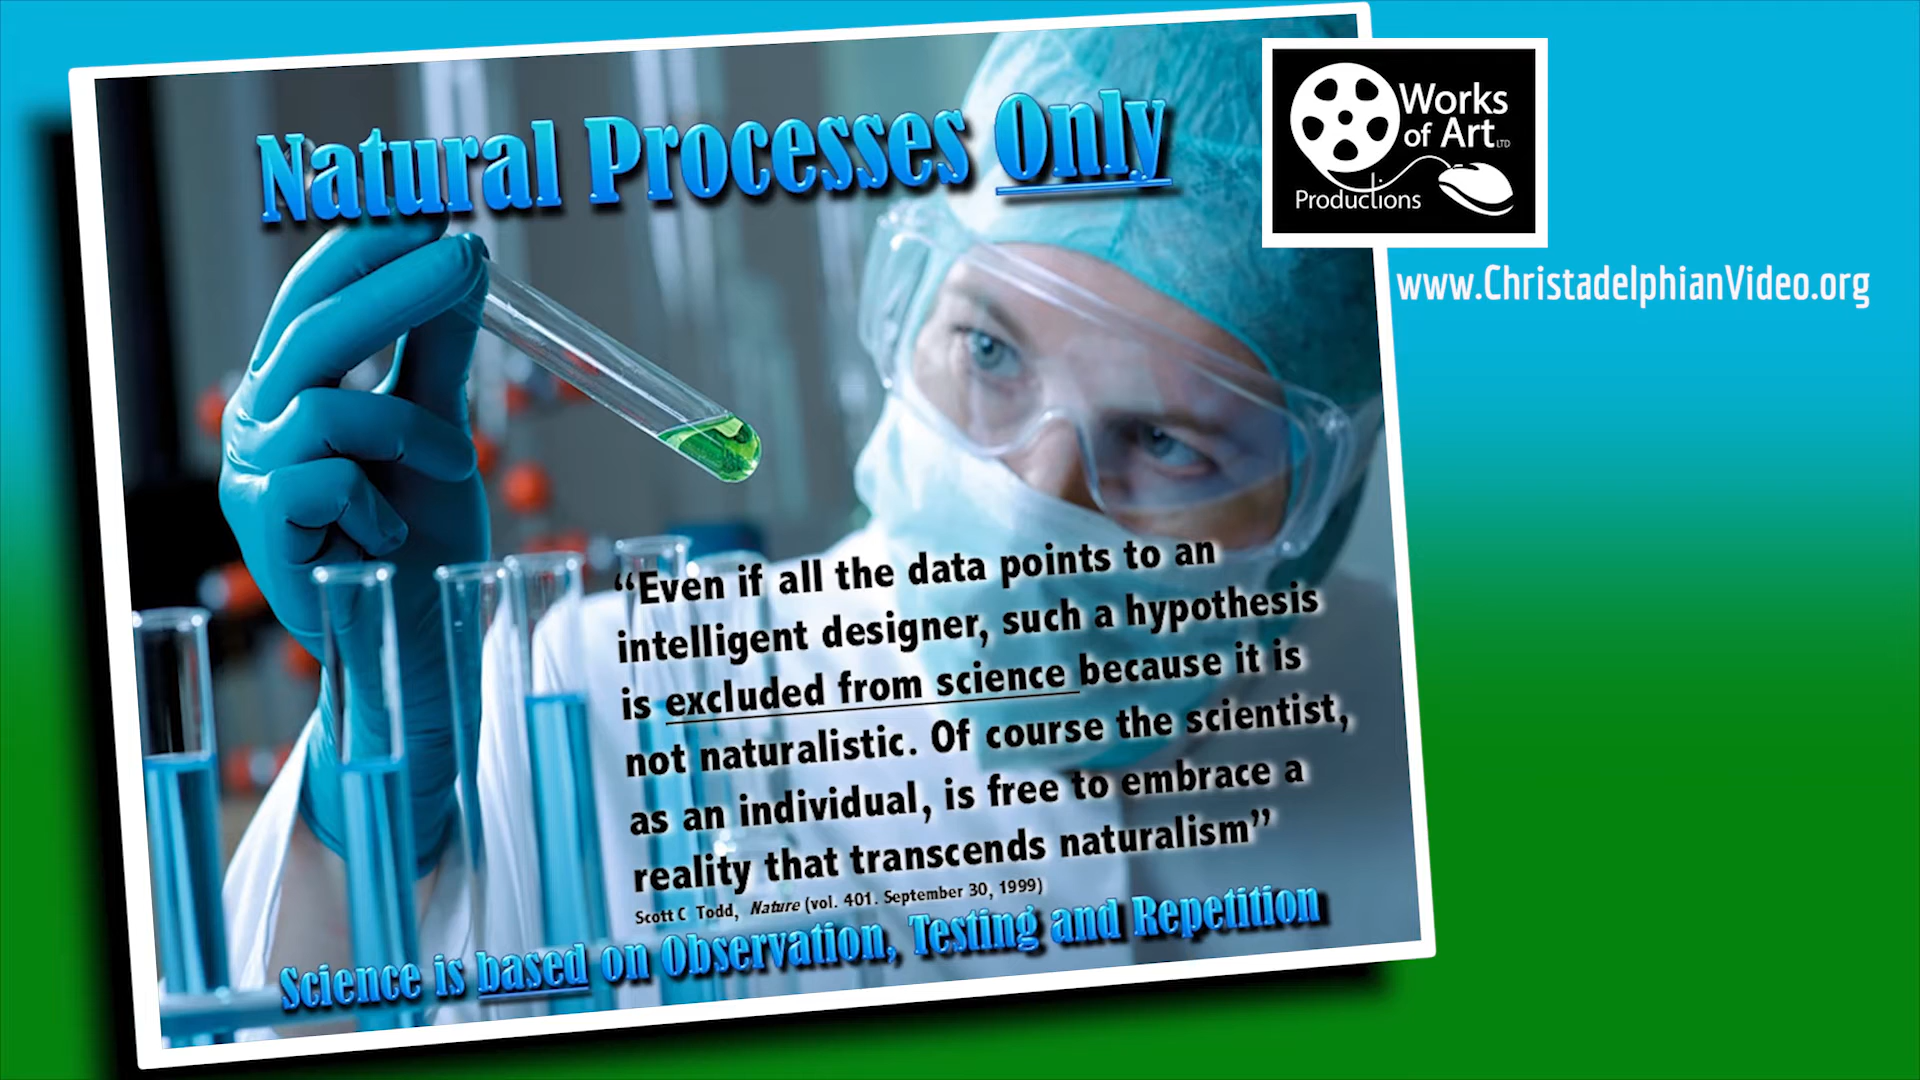 Natural Processes Only
Works
of Art LTD
Productions
www.ChristadelphianVideo.org
“Even if all the data points to an
intelligent designer, such a hypothesis
is excluded from science because it is
not naturalistic. Of course the scientist,
as an individual, is free to embrace a
reality that transcends naturalism”
Scott C Todd, Nature (vol. 401. September 30, 1999)
Science is based on Observation, Testing and Repetition